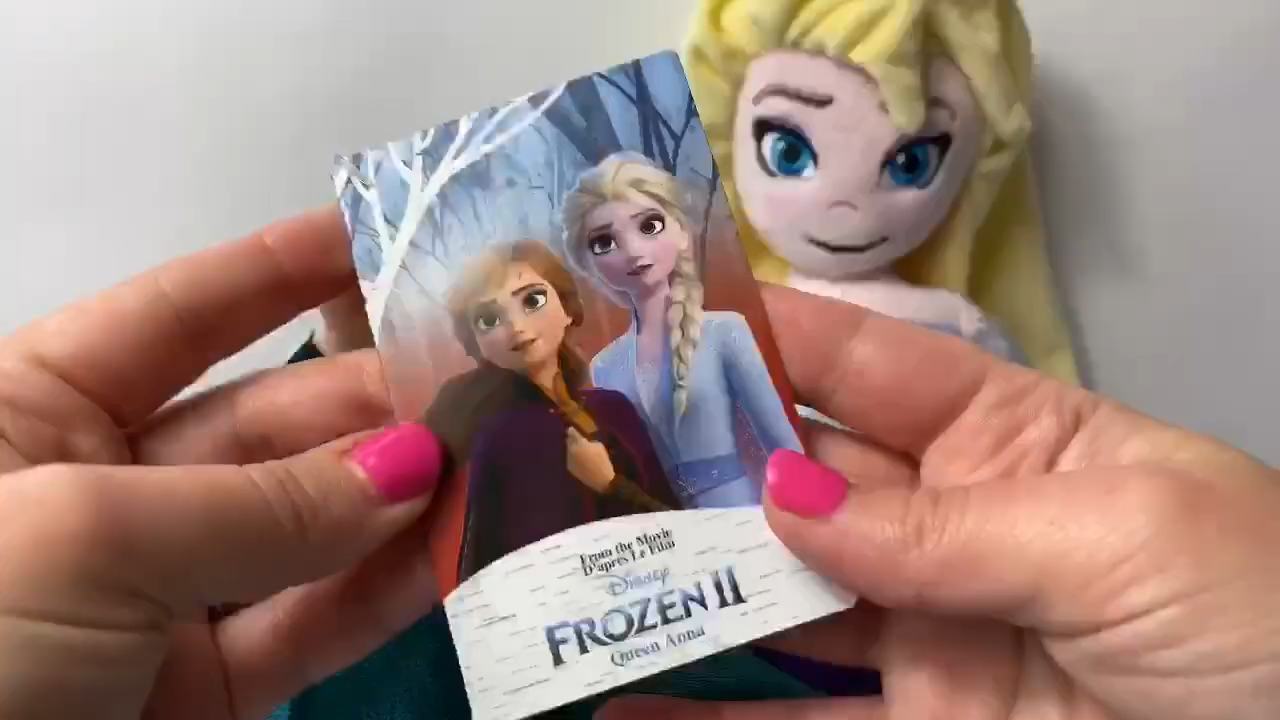 From the Movie
D'après Le Film
Disney
FROZEN II
Queen Anna